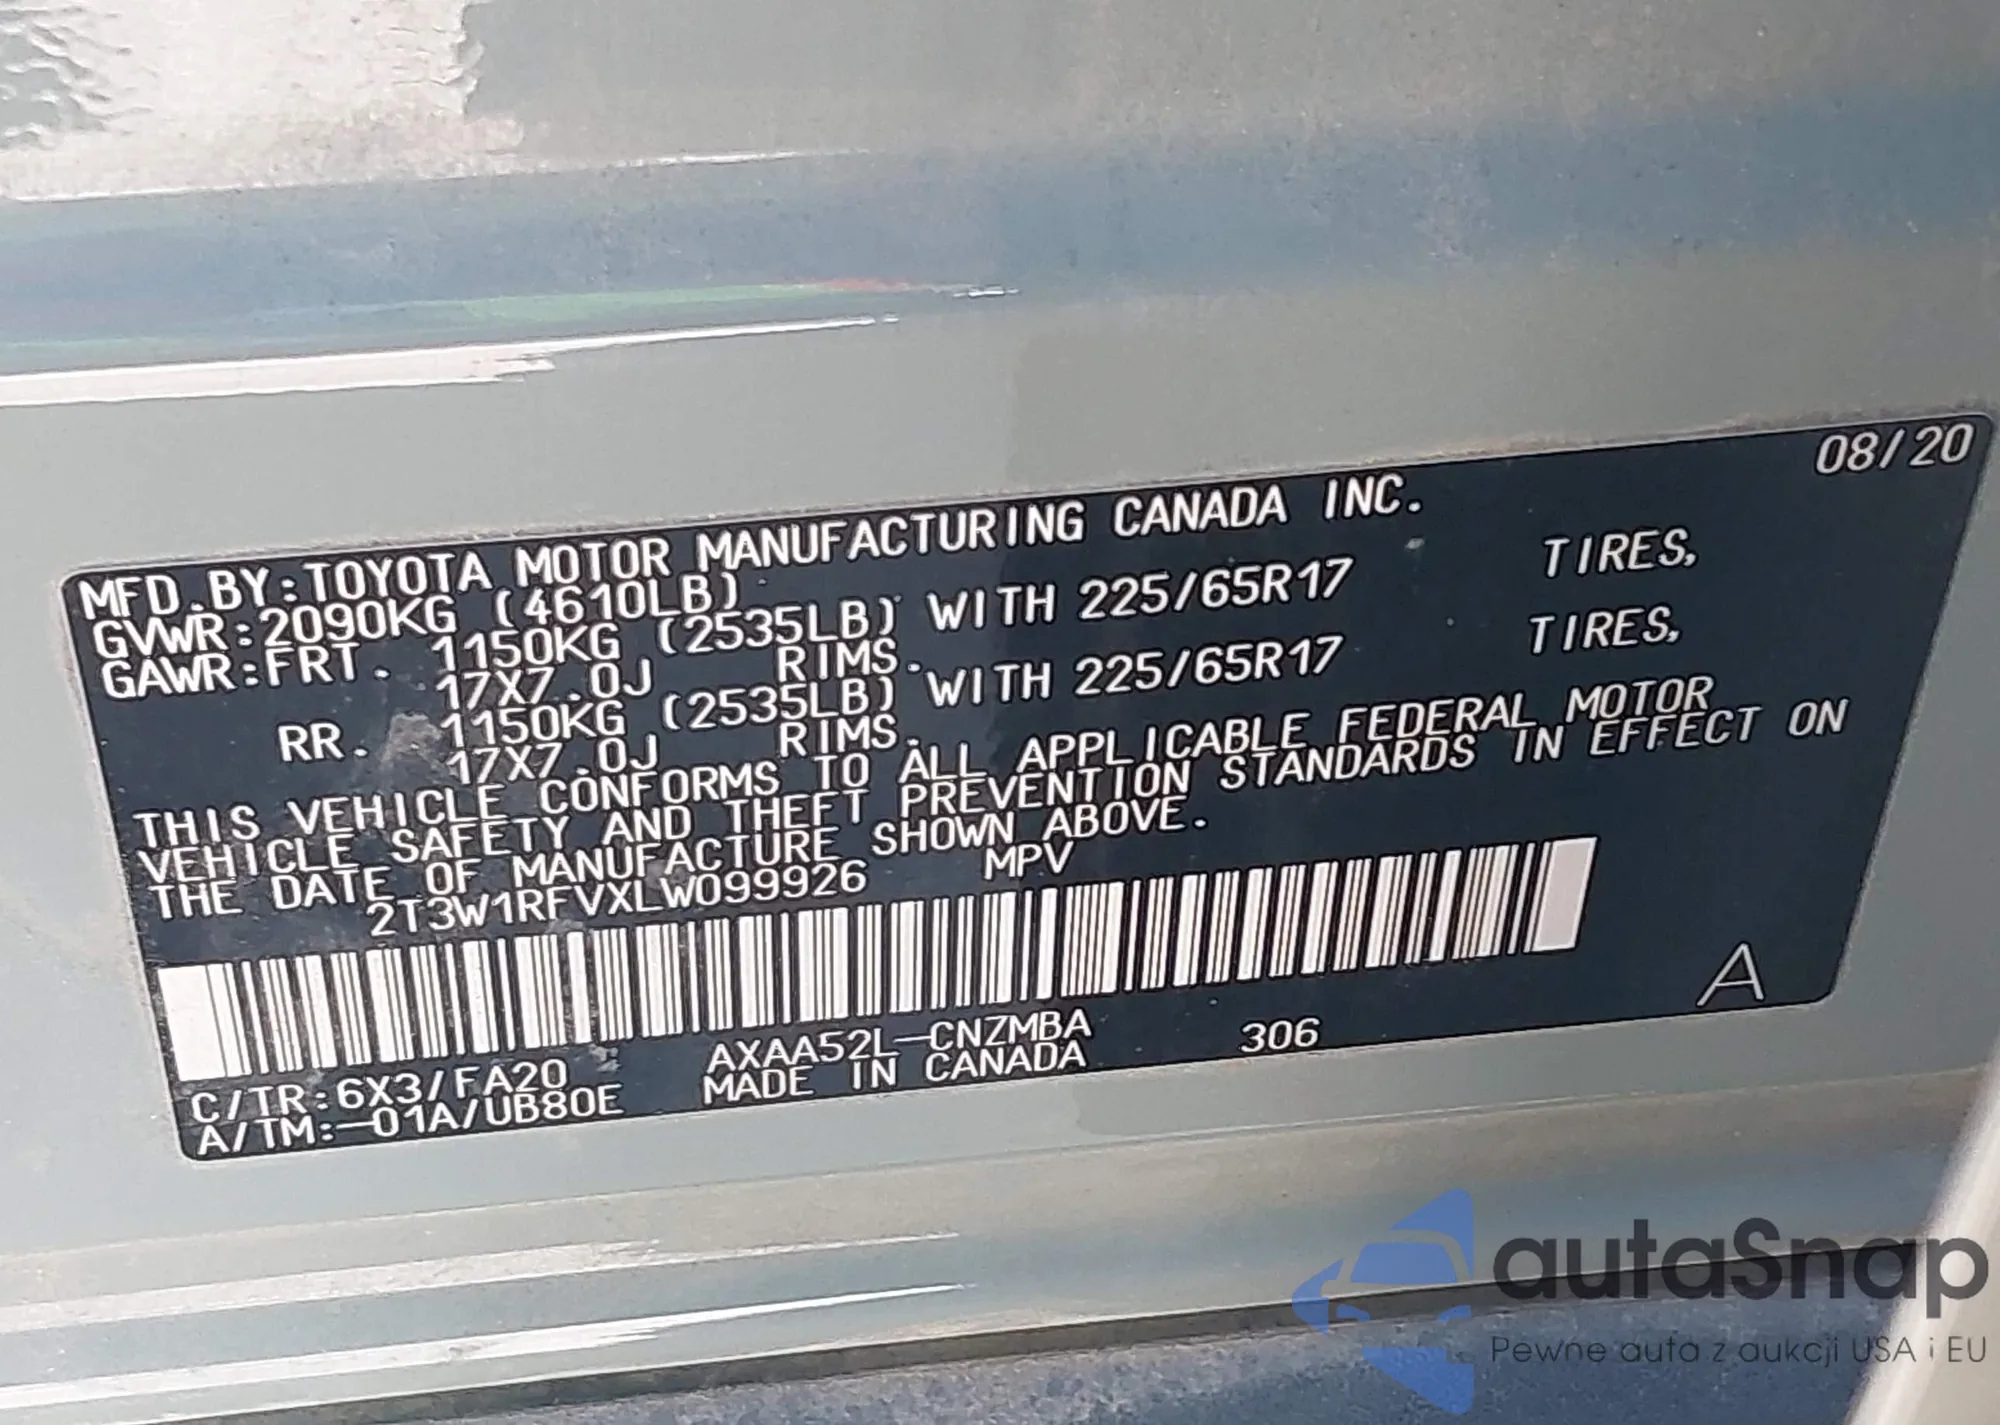 08/20
MFD.BY:TOYOTA MOTOR MANUFACTURING CANADA INC.
GVWR:2090KG (4610LB)
GAWR:FRT. 1150KG (2535LB) WITH 225/65R17 TIRES,
17X7.0J RIMS.
RR. 1150KG (2535LB) WITH 225/65R17 TIRES,
17X7.0J RIMS.
THIS VEHICLE CONFORMS TO ALL APPLICABLE FEDERAL MOTOR
VEHICLE SAFETY AND THEFT PREVENTION STANDARDS IN EFFECT ON
THE DATE OF MANUFACTURE SHOWN ABOVE.
2T3W1RFVXLW099926 MPV
C/TR:6X3/FA20 AXAA52L-CNZMBA 306 A
A/TM:-01A/UB80E MADE IN CANADA
autaSnap
Pewne auta z aukcji USA i EU